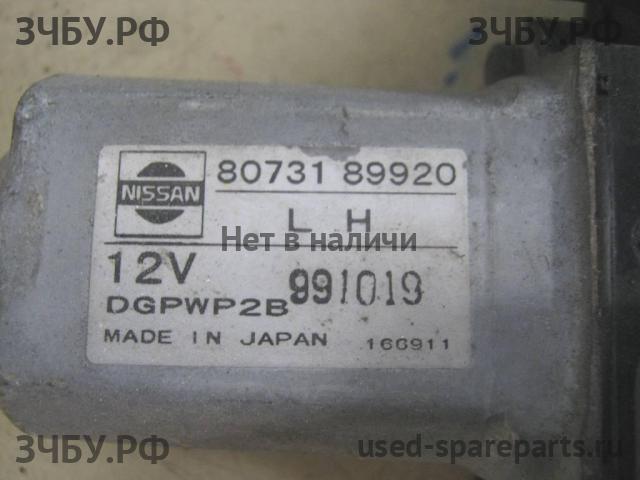 ЗЧБУ.РФ
ЗЧБУ.РФ
NISSAN
80731 89920
L H
Нет в наличи
12V
991019
DGPWP2B
MADE IN JAPAN 166911
ЗЧБУ.РФ
used-spareparts.ru